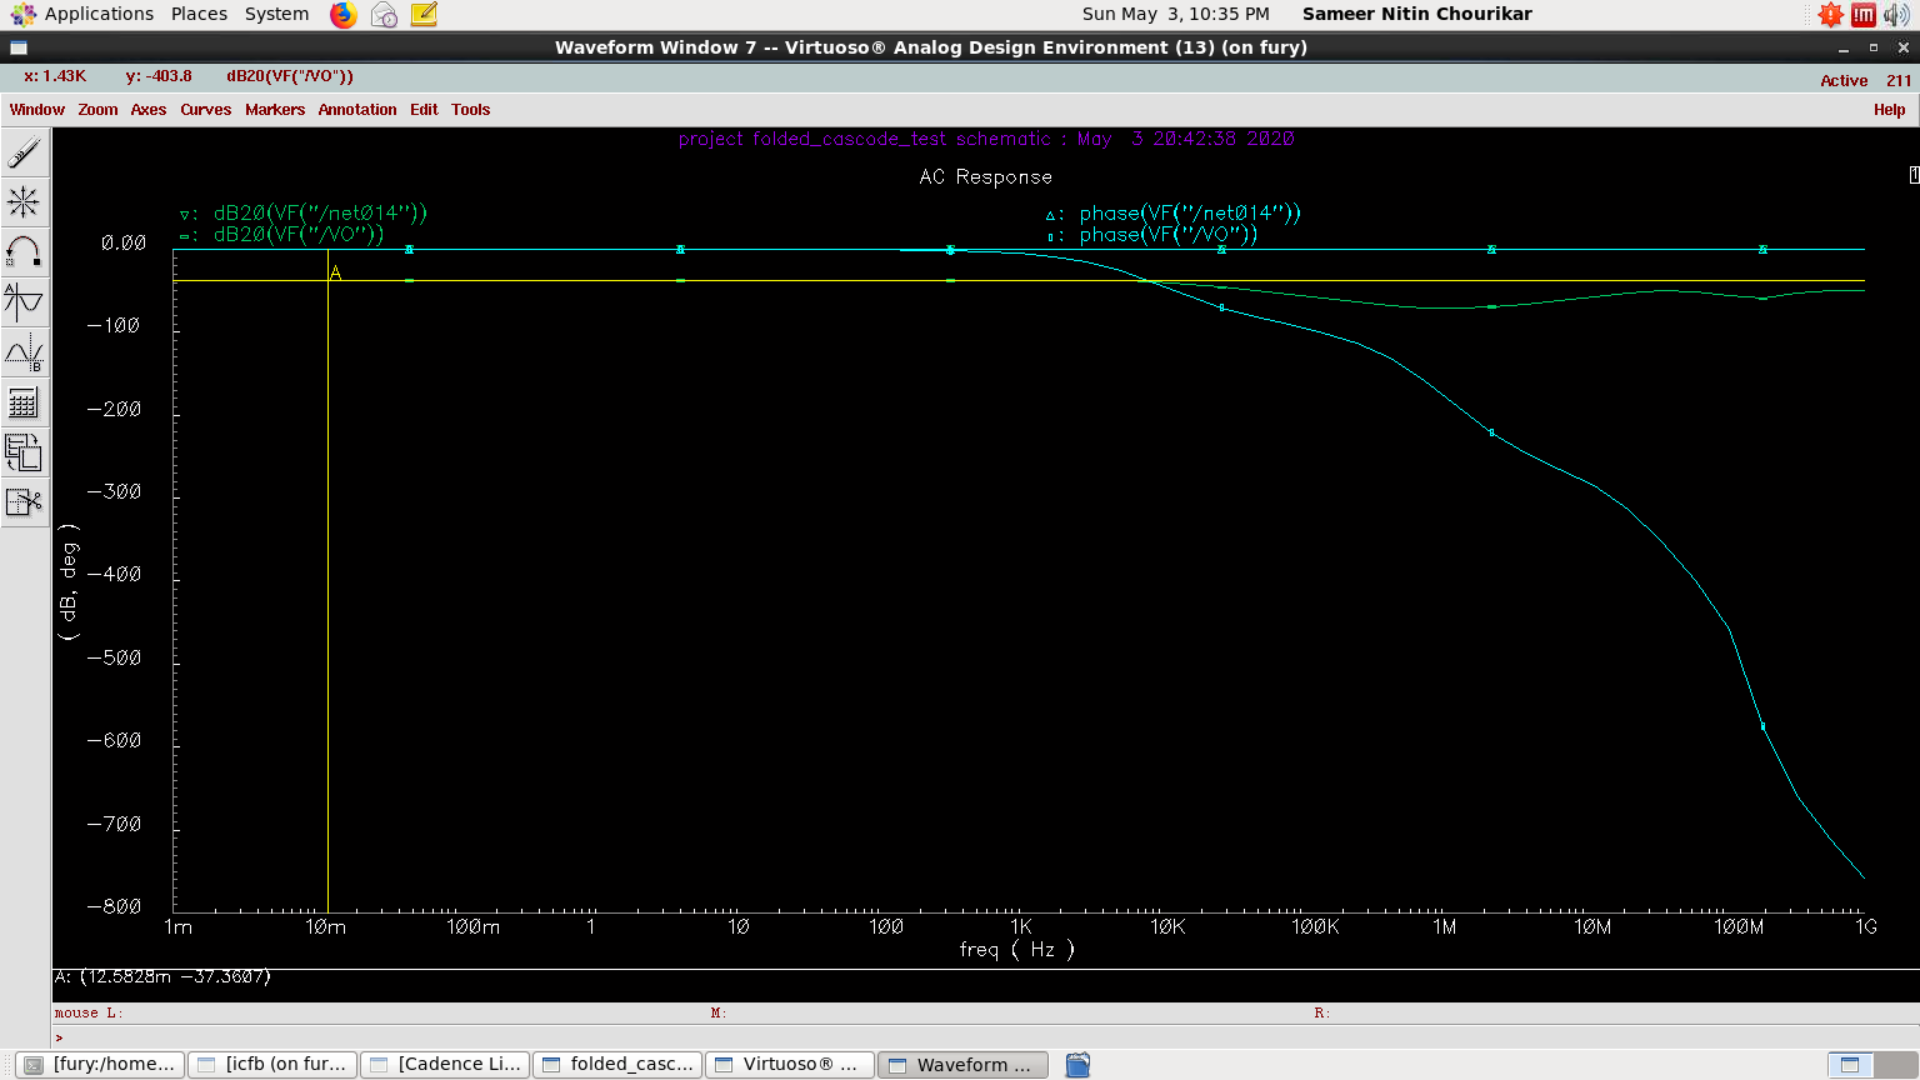 Applications Places System Sun May 3, 10:35 PM Sameer Nitin Chourikar
Waveform Window 7 -- Virtuoso® Analog Design Environment (13) (on fury)
x: 1.43K y: -403.8 dB20(VF("/VO")) Active 211
Window Zoom Axes Curves Markers Annotation Edit Tools Help
project folded_cascode_test schematic : May 3 20:42:38 2020
AC Response
1
▽: dB20(VF("/net014")) △: phase(VF("/net014"))
=: dB20(VF("/VO")) ▯: phase(VF("/VO"))
0.00
A
−100
−200
−300
−400
−500
−600
−700
−800
( dB, deg )
1m 10m 100m 1 10 100 1K 10K 100K 1M 10M 100M 1G
freq ( Hz )
A: (12.5828m −37.3607)
mouse L: M: R:
>
[fury:/home... [icfb (on fur... [Cadence Li... folded_casc... Virtuoso® ... Waveform ...